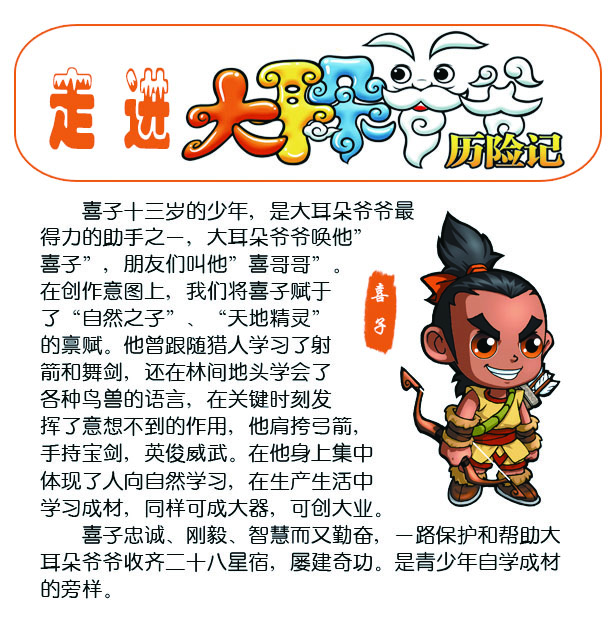 走进大耳朵爷爷历险记
喜子十三岁的少年，是大耳朵爷爷最
得力的助手之一，大耳朵爷爷唤他”
喜子”，朋友们叫他”喜哥哥”。
在创作意图上，我们将喜子赋于
了“自然之子”、“天地精灵”
的禀赋。他曾跟随猎人学习了射
箭和舞剑，还在林间地头学会了
各种鸟兽的语言，在关键时刻发
挥了意想不到的作用，他肩挎弓箭，
手持宝剑，英俊威武。在他身上集中
体现了人向自然学习，在生产生活中
学习成材，同样可成大器，可创大业。
喜子忠诚、刚毅、智慧而又勤奋，一路保护和帮助大
耳朵爷爷收齐二十八星宿，屡建奇功。是青少年自学成材
的旁样。
喜子